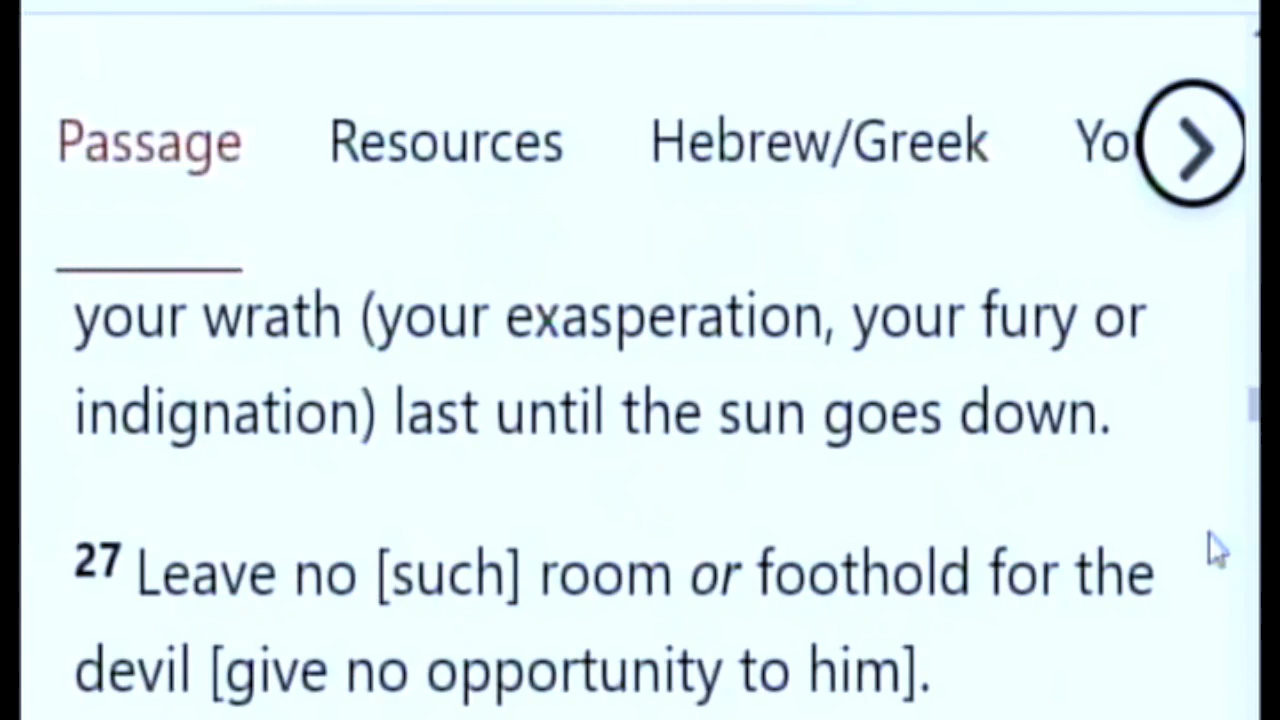 Passage Resources Hebrew/Greek
your wrath (your exasperation, your fury or
indignation) last until the sun goes down.
27 Leave no [such] room or foothold for the
devil [give no opportunity to him].